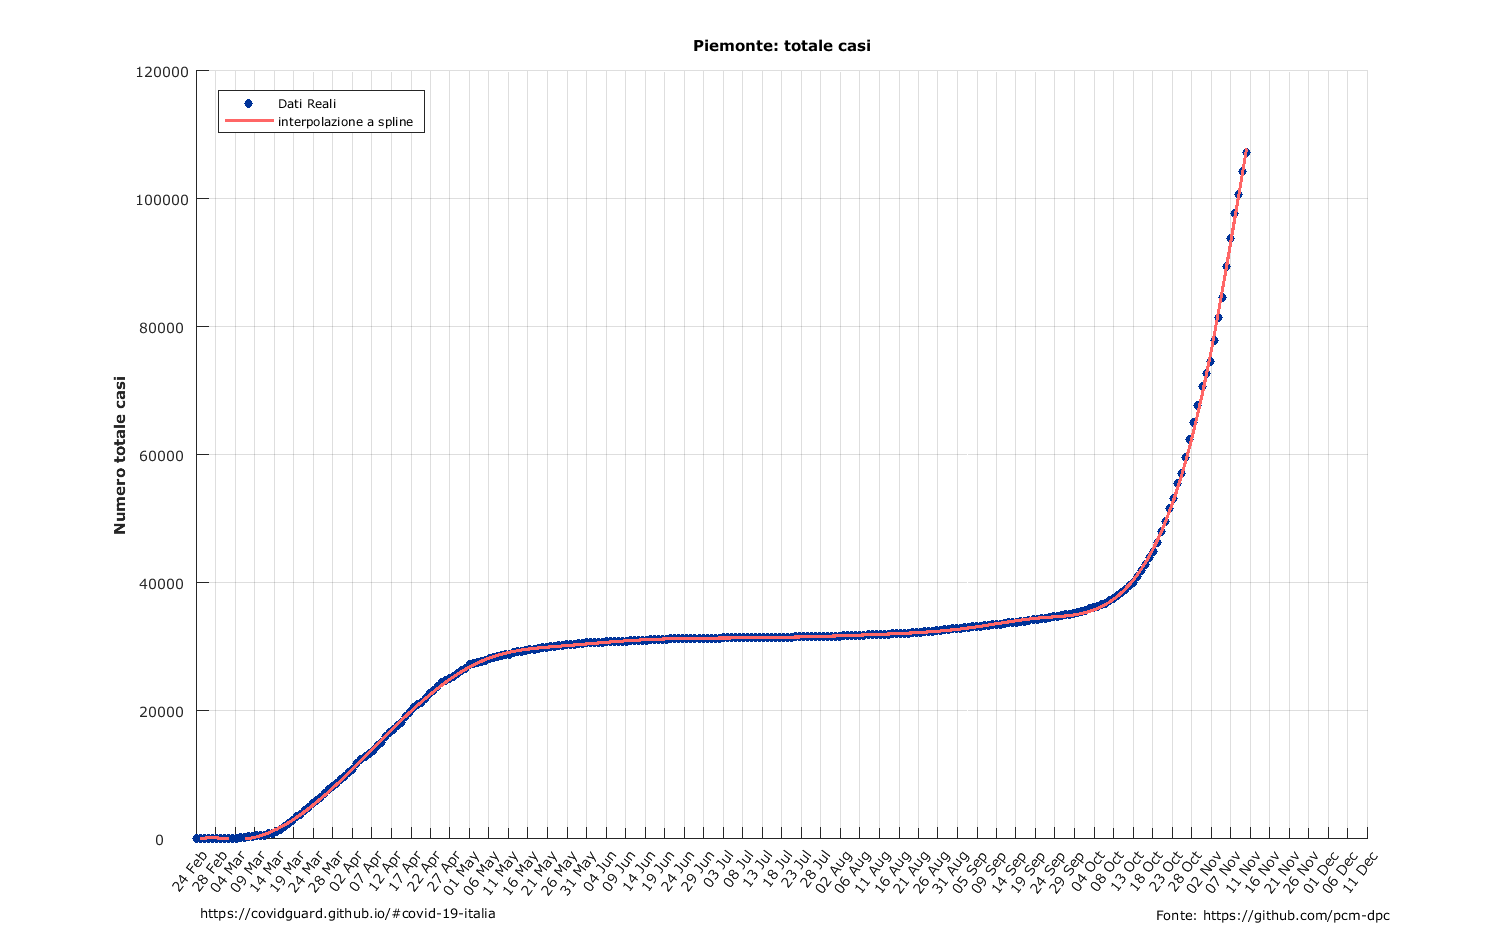 Piemonte: totale casi
120000
100000
80000
60000
40000
20000
0
Numero totale casi
Dati Reali
interpolazione a spline
24 Feb
28 Feb
04 Mar
09 Mar
14 Mar
19 Mar
24 Mar
28 Mar
02 Apr
07 Apr
12 Apr
17 Apr
22 Apr
27 Apr
01 May
06 May
11 May
16 May
21 May
26 May
31 May
04 Jun
09 Jun
14 Jun
19 Jun
24 Jun
29 Jun
03 Jul
08 Jul
13 Jul
18 Jul
23 Jul
28 Jul
02 Aug
06 Aug
11 Aug
16 Aug
21 Aug
26 Aug
31 Aug
05 Sep
09 Sep
14 Sep
19 Sep
24 Sep
29 Sep
04 Oct
08 Oct
13 Oct
18 Oct
23 Oct
28 Oct
02 Nov
07 Nov
11 Nov
16 Nov
21 Nov
26 Nov
01 Dec
06 Dec
11 Dec
https://covidguard.github.io/#covid-19-italia
Fonte: https://github.com/pcm-dpc